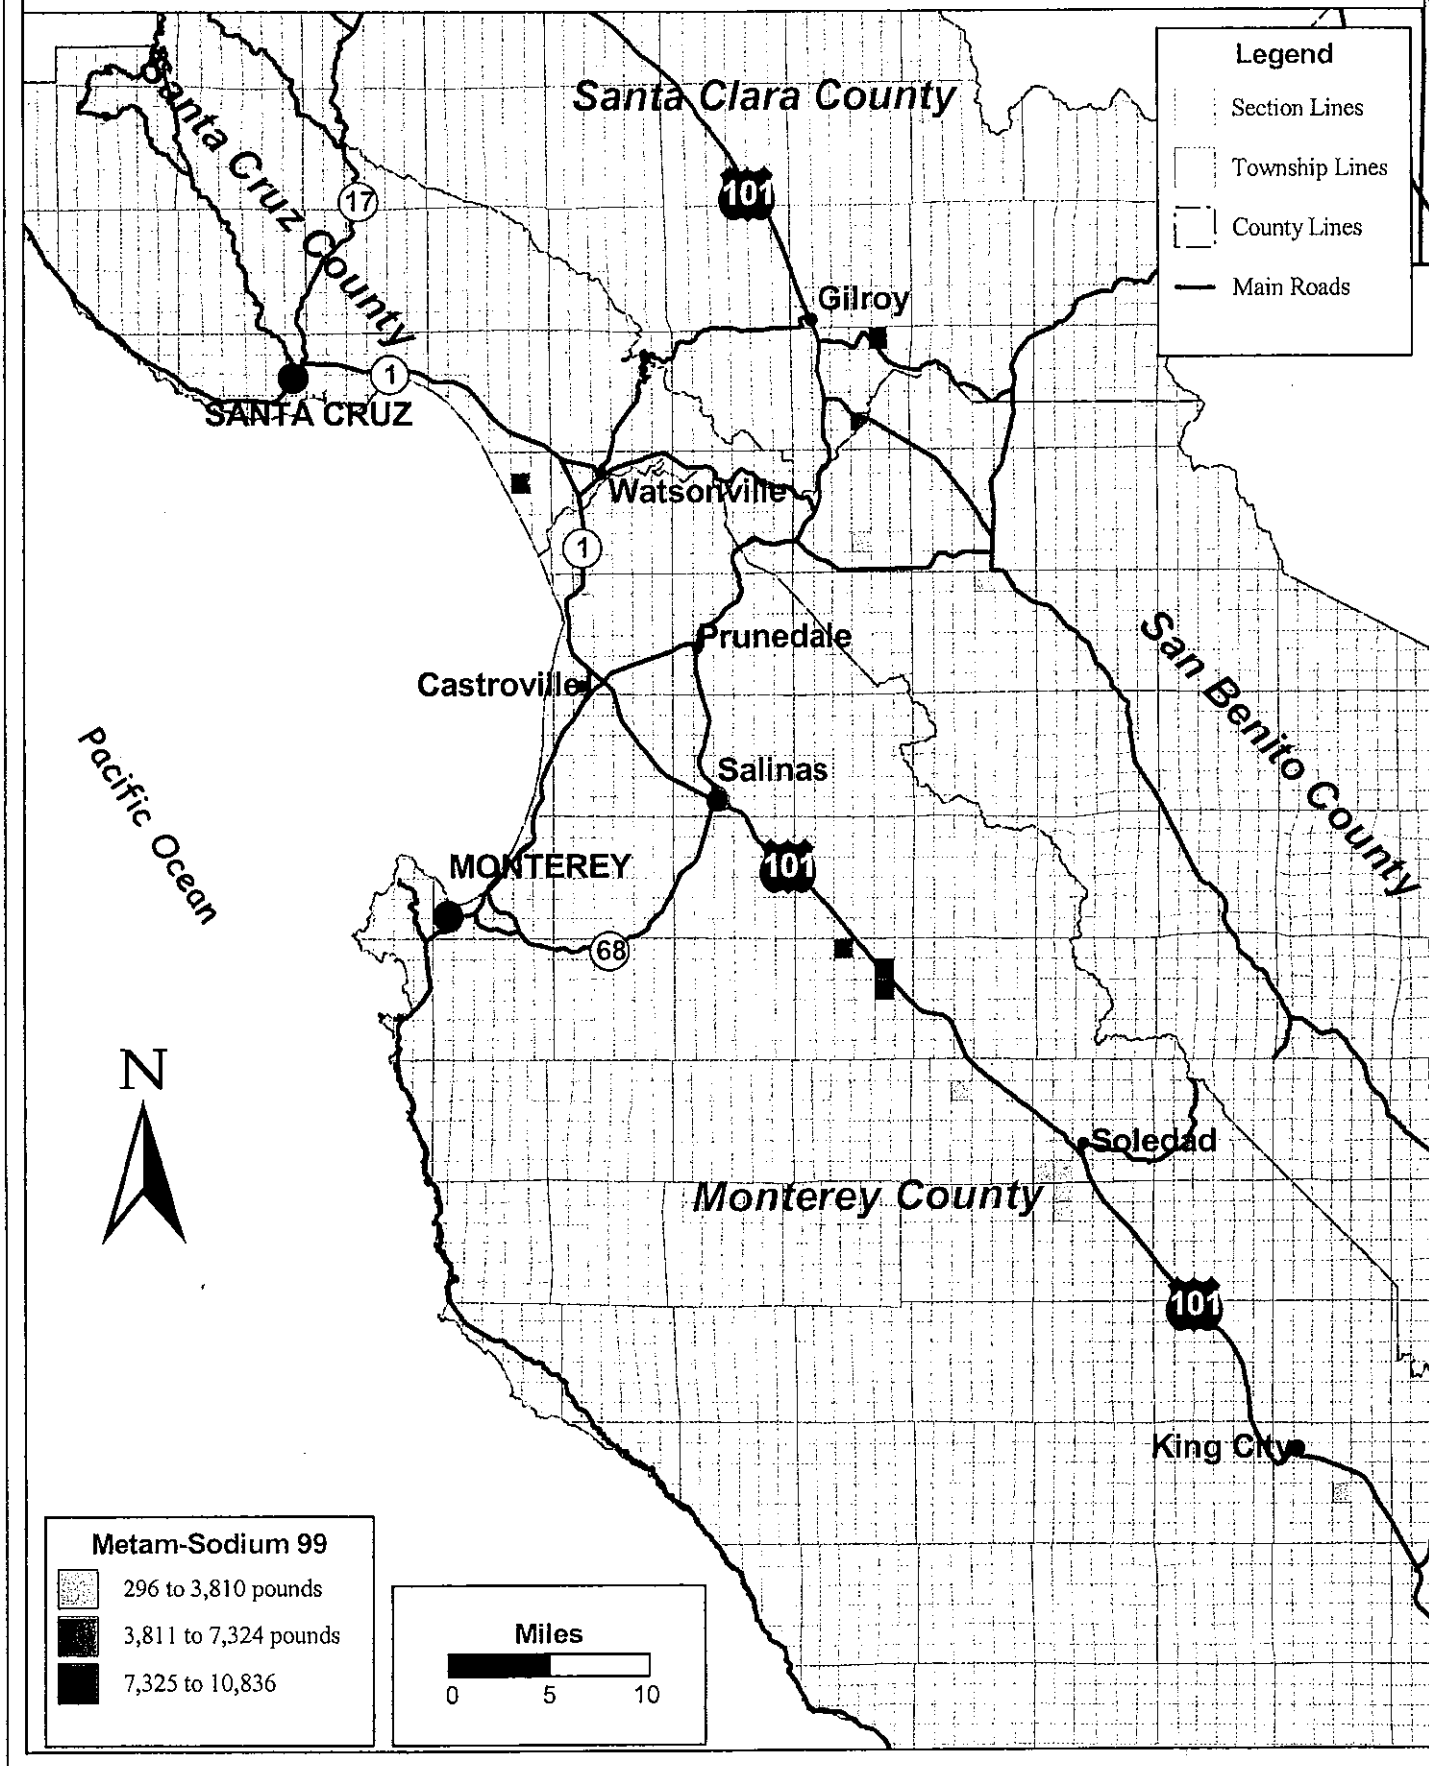 Legend
Section Lines
Township Lines
County Lines
Main Roads
Santa Clara County
Santa Cruz County
101
17
Gilroy
1
SANTA CRUZ
Watsonville
1
Prunedale
Castroville
San Benito County
Pacific Ocean
Salinas
MONTEREY
101
68
N
Soledad
Monterey County
101
King City
Metam-Sodium 99
296 to 3,810 pounds
3,811 to 7,324 pounds
7,325 to 10,836
Miles
0 5 10